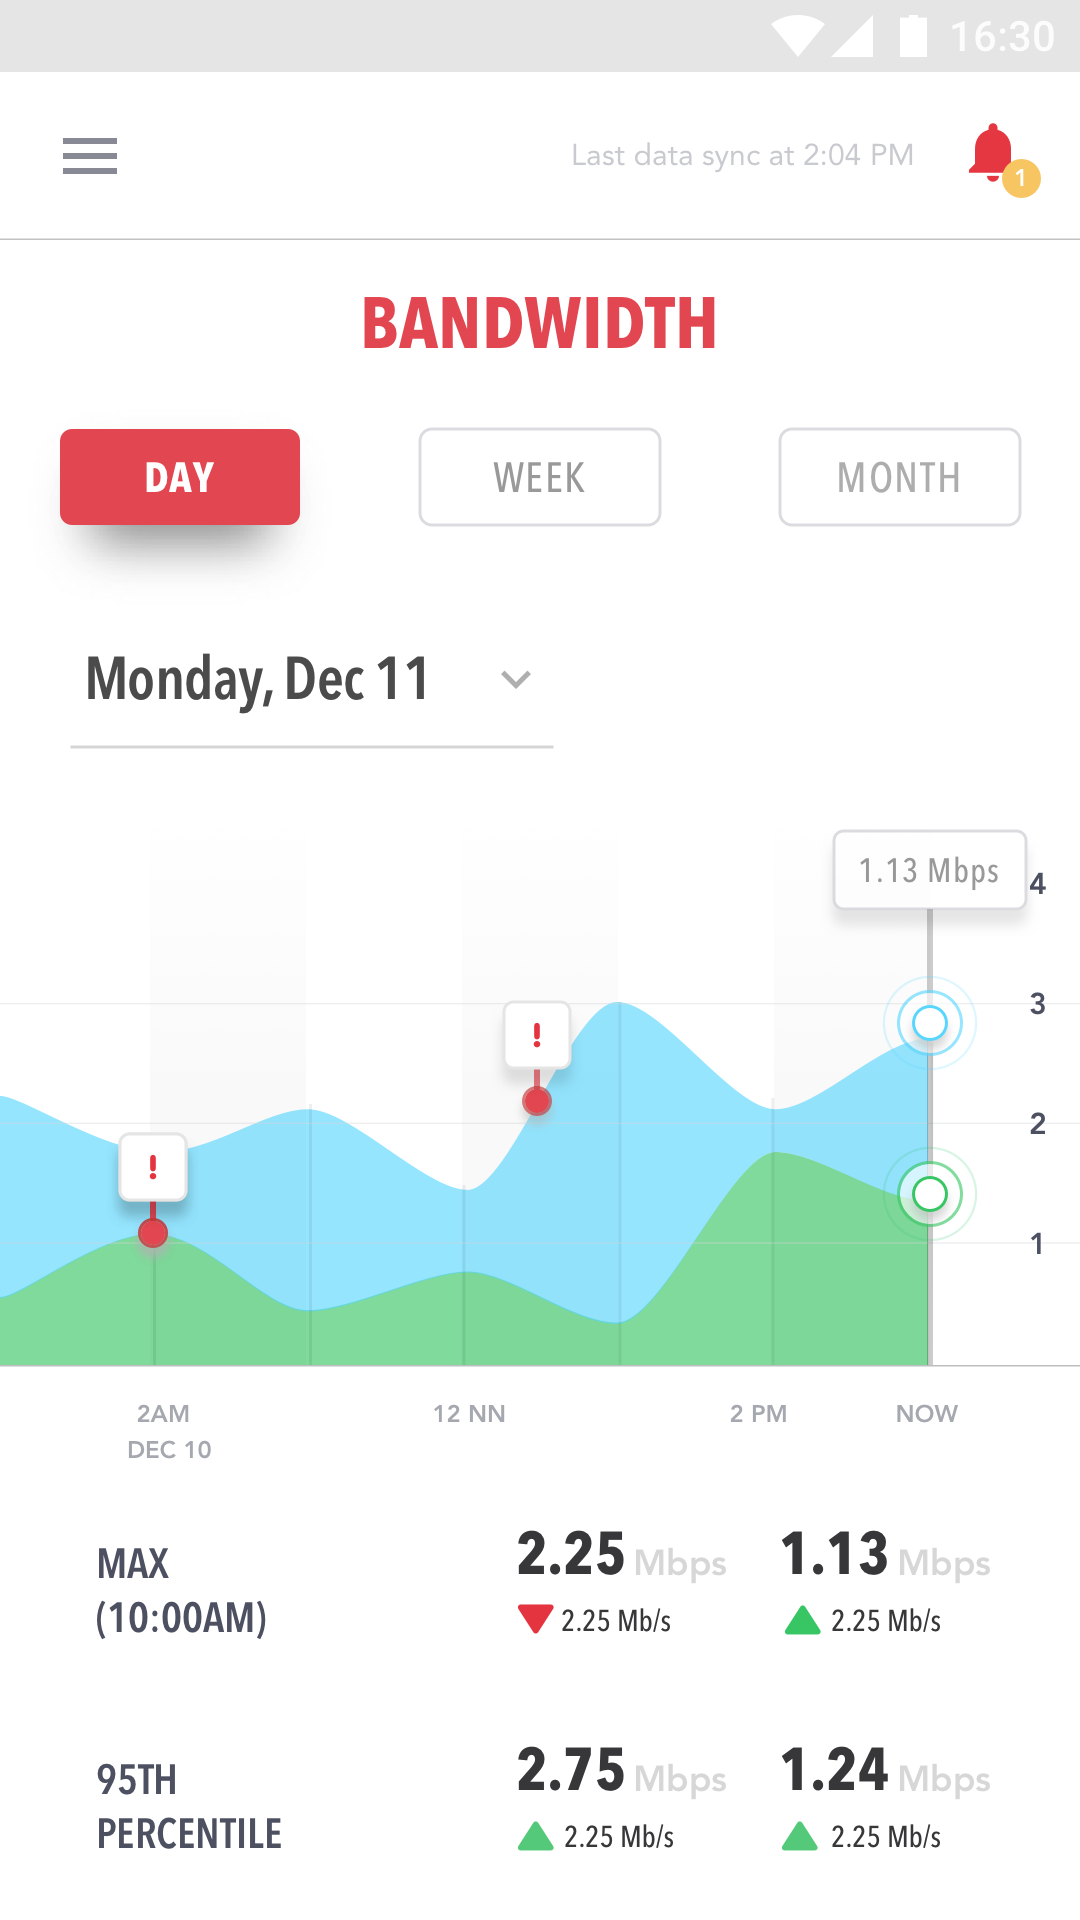 16:30
Last data sync at 2:04 PM
1
BANDWIDTH
DAY
WEEK
MONTH
Monday, Dec 11
1.13 Mbps
4
3
!
2
!
1
2AM
DEC 10
12 NN
2 PM
NOW
MAX
(10:00AM)
2.25 Mbps
1.13 Mbps
2.25 Mb/s
2.25 Mb/s
95TH
PERCENTILE
2.75 Mbps
1.24 Mbps
2.25 Mb/s
2.25 Mb/s